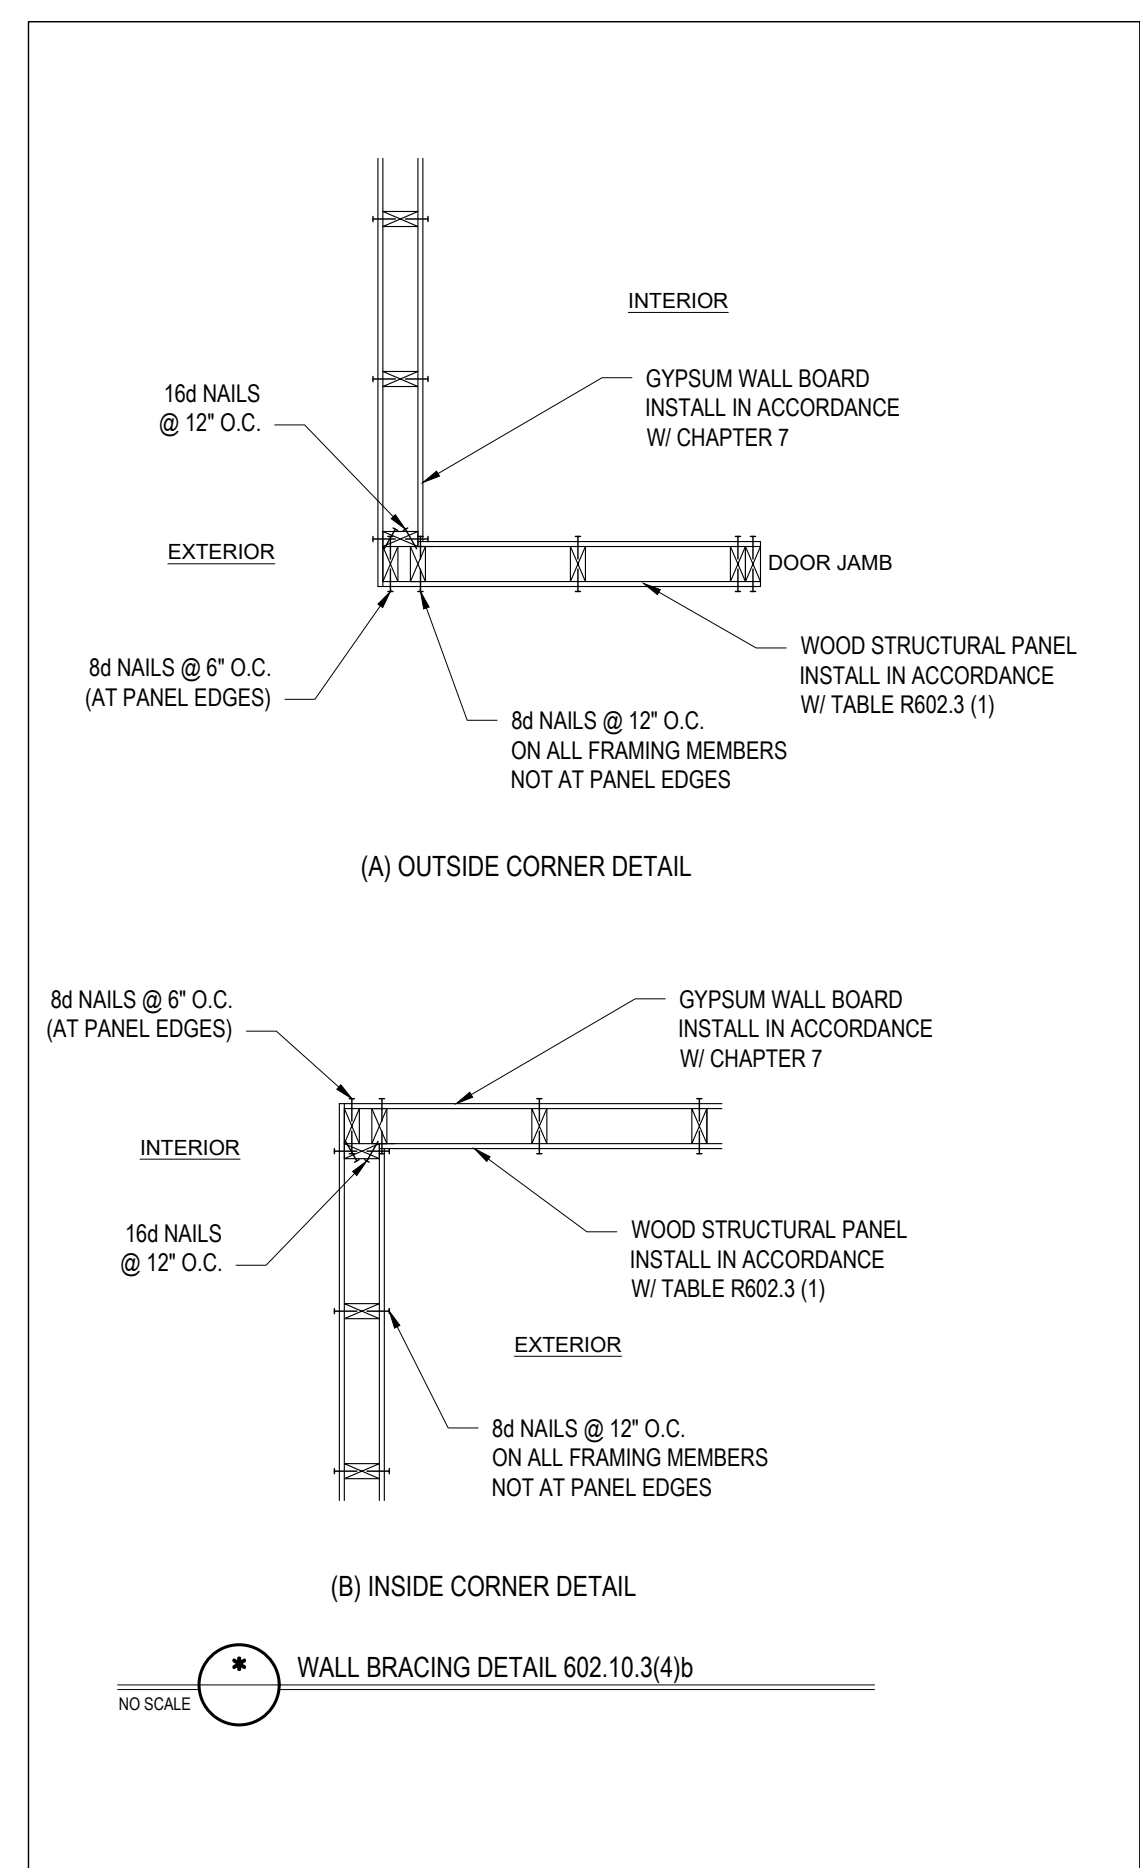 INTERIOR
GYPSUM WALL BOARD
INSTALL IN ACCORDANCE
W/ CHAPTER 7
16d NAILS
@ 12" O.C.
EXTERIOR
DOOR JAMB
WOOD STRUCTURAL PANEL
INSTALL IN ACCORDANCE
W/ TABLE R602.3 (1)
8d NAILS @ 6" O.C.
(AT PANEL EDGES)
8d NAILS @ 12" O.C.
ON ALL FRAMING MEMBERS
NOT AT PANEL EDGES
(A) OUTSIDE CORNER DETAIL
8d NAILS @ 6" O.C.
(AT PANEL EDGES)
GYPSUM WALL BOARD
INSTALL IN ACCORDANCE
W/ CHAPTER 7
INTERIOR
16d NAILS
@ 12" O.C.
WOOD STRUCTURAL PANEL
INSTALL IN ACCORDANCE
W/ TABLE R602.3 (1)
EXTERIOR
8d NAILS @ 12" O.C.
ON ALL FRAMING MEMBERS
NOT AT PANEL EDGES
(B) INSIDE CORNER DETAIL
*
WALL BRACING DETAIL 602.10.3(4)b
NO SCALE